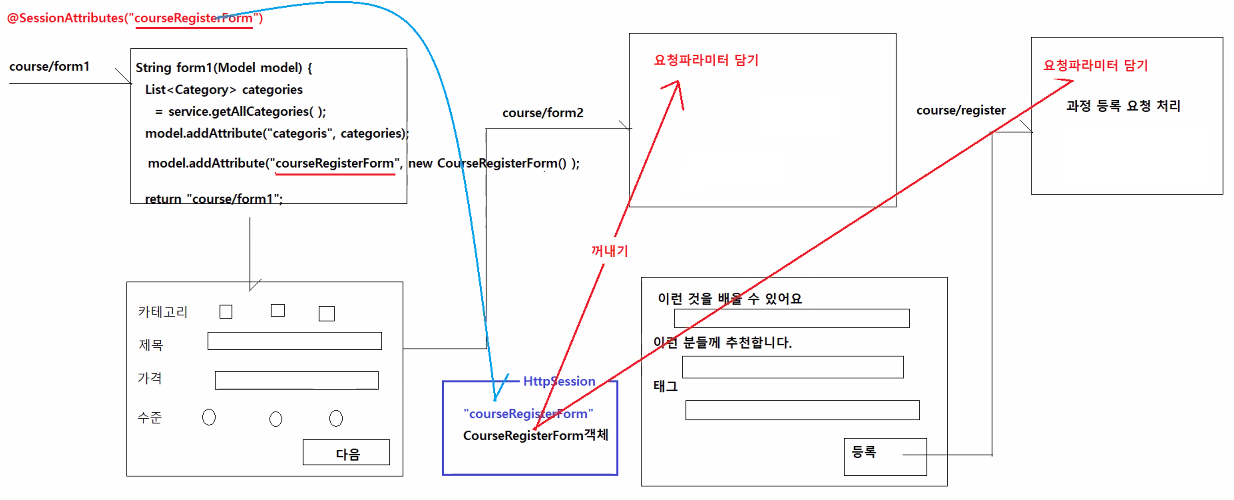 @SessionAttributes("courseRegisterForm")
course/form1
String form1(Model model) {
List<Category> categories
= service.getAllCategories( );
model.addAttribute("categoris", categories);
model.addAttribute("courseRegisterForm", new CourseRegisterForm() );
return "course/form1";
course/form2
요청파라미터 담기
course/register
요청파라미터 담기
과정 등록 요청 처리
꺼내기
카테고리
제목
가격
수준
다음
HttpSession
"courseRegisterForm"
CourseRegisterForm객체
이런 것을 배울 수 있어요
이런 분들께 추천합니다.
태그
등록